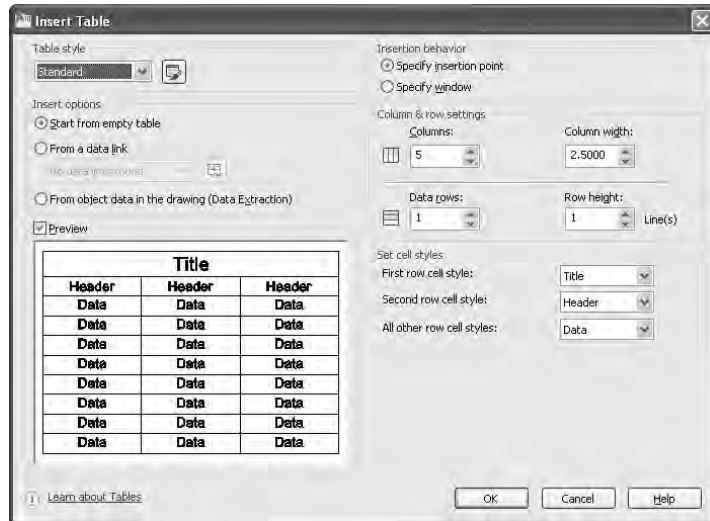 Insert Table
Table style
Standard
Insert options
Start from empty table
From a data link
From object data in the drawing (Data Extraction)
Preview
Title
Header Header Header
Data Data Data
Data Data Data
Data Data Data
Data Data Data
Data Data Data
Data Data Data
Data Data Data
Data Data Data
Learn about Tables
Insertion behavior
Specify insertion point
Specify window
Column & row settings
Columns: Column width:
5 2.5000
Data rows: Row height:
1 1 Line(s)
Set cell styles
First row cell style: Title
Second row cell style: Header
All other row cell styles: Data
OK Cancel Help